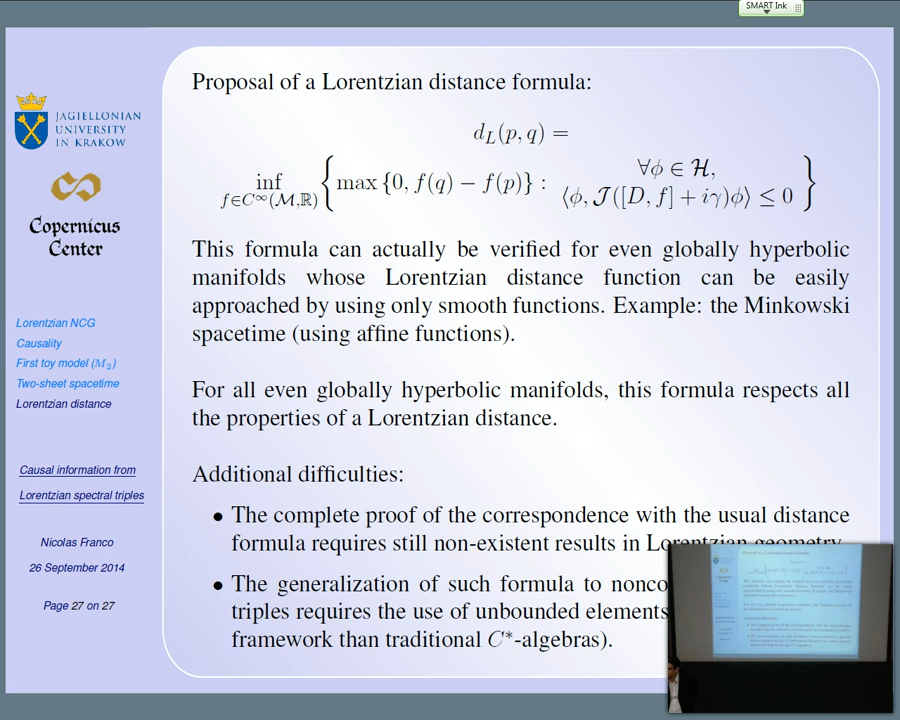 SMART Ink
JAGIELLONIAN
UNIVERSITY
IN KRAKOW
Copernicus
Center
Lorentzian NCG
Causality
First toy model (M₂)
Two-sheet spacetime
Lorentzian distance
Causal information from
Lorentzian spectral triples
Nicolas Franco
26 September 2014
Page 27 on 27
Proposal of a Lorentzian distance formula:
d_L(p, q) =
inf_{f∈C^∞(M,ℝ)} { max {0, f(q) − f(p)} : ∀φ ∈ H, ⟨φ, J([D, f] + iγ)φ⟩ ≤ 0 }
This formula can actually be verified for even globally hyperbolic
manifolds whose Lorentzian distance function can be easily
approached by using only smooth functions. Example: the Minkowski
spacetime (using affine functions).
For all even globally hyperbolic manifolds, this formula respects all
the properties of a Lorentzian distance.
Additional difficulties:
• The complete proof of the correspondence with the usual distance
formula requires still non-existent results in Lorentzian geometry.
• The generalization of such formula to nonco
triples requires the use of unbounded elements
framework than traditional C*-algebras).